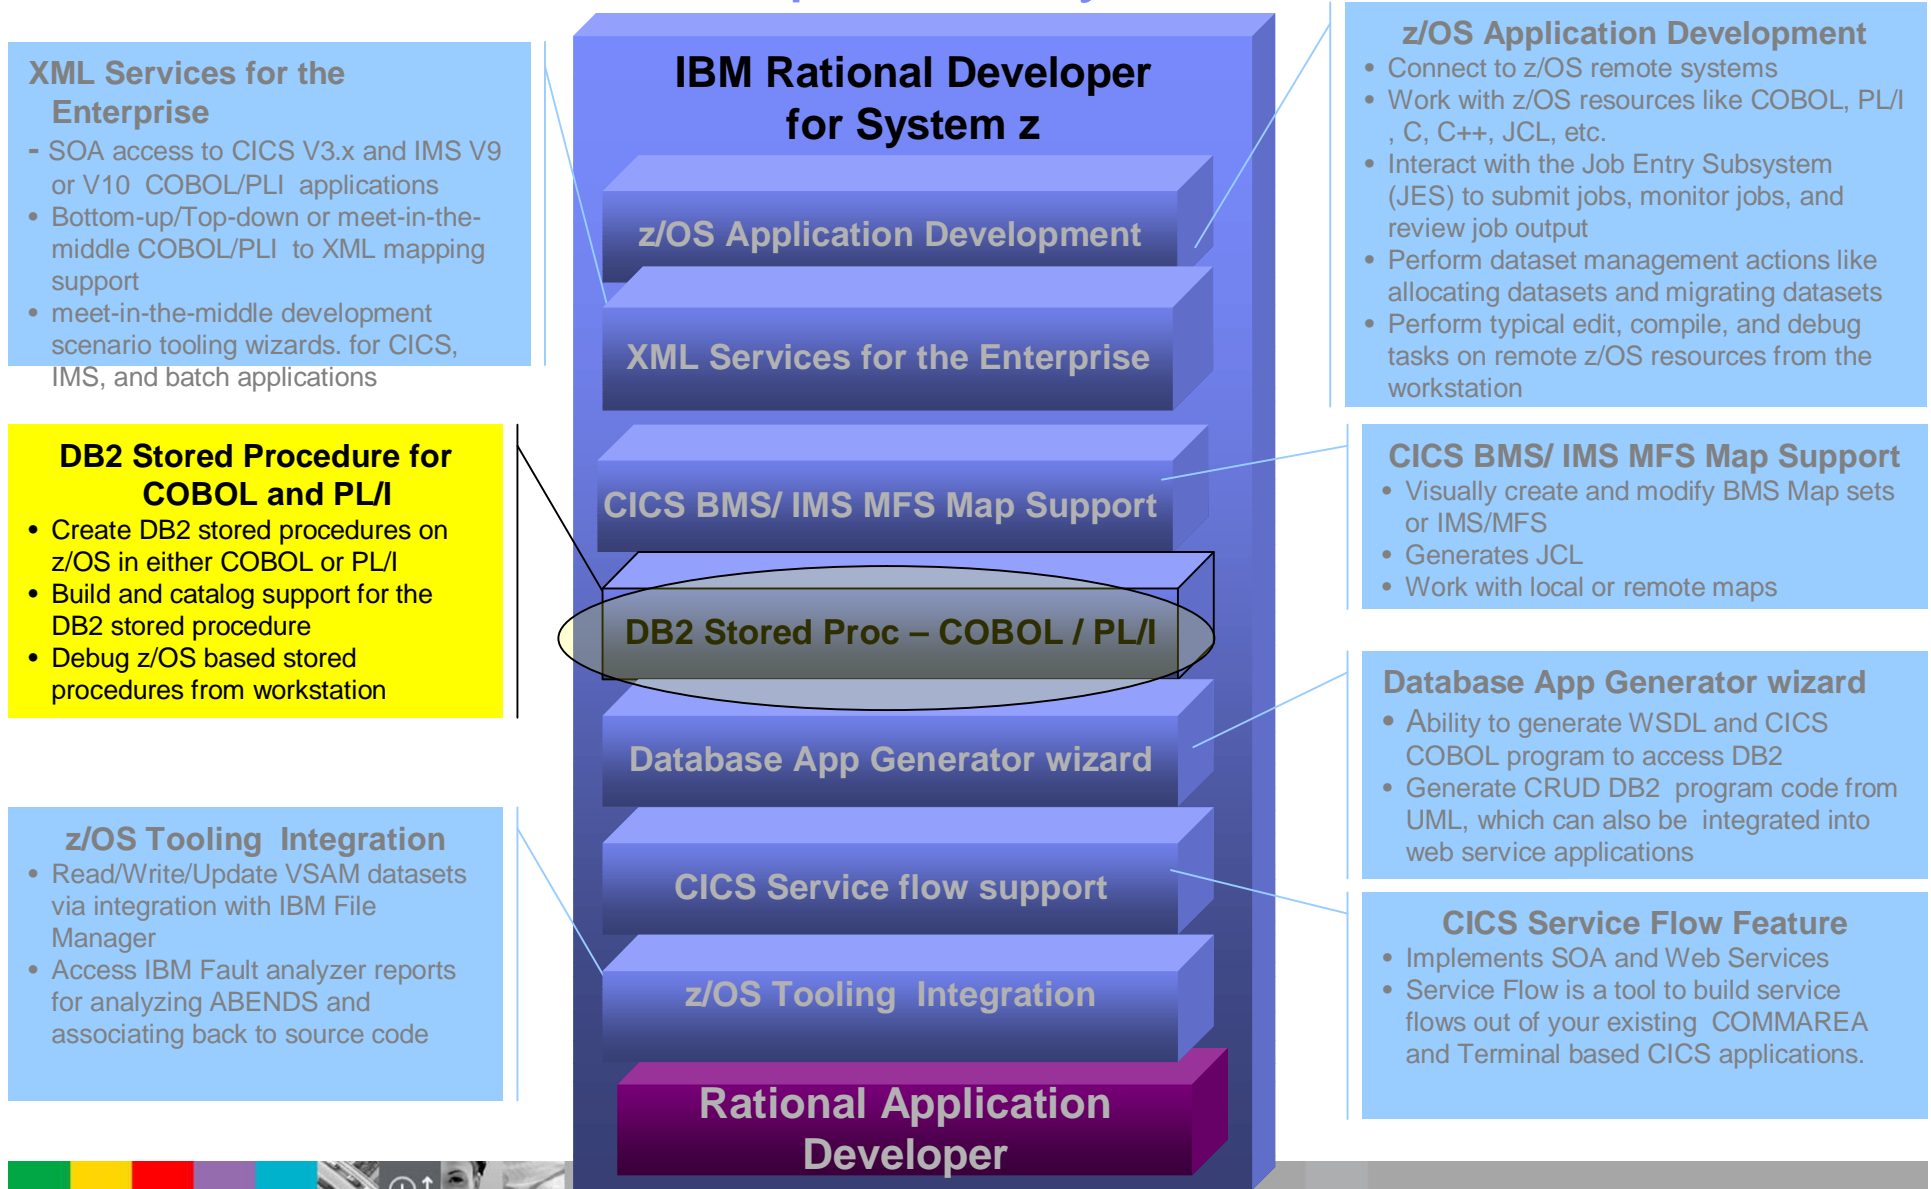 XML Services for the
Enterprise
- SOA access to CICS V3.x and IMS V9
or V10 COBOL/PLI applications
• Bottom-up/Top-down or meet-in-the-
middle COBOL/PLI to XML mapping
support
• meet-in-the-middle development
scenario tooling wizards. for CICS,
IMS, and batch applications
DB2 Stored Procedure for
COBOL and PL/I
• Create DB2 stored procedures on
z/OS in either COBOL or PL/I
• Build and catalog support for the
DB2 stored procedure
• Debug z/OS based stored
procedures from workstation
z/OS Tooling Integration
• Read/Write/Update VSAM datasets
via integration with IBM File
Manager
• Access IBM Fault analyzer reports
for analyzing ABENDS and
associating back to source code
IBM Rational Developer
for System z
z/OS Application Development
XML Services for the Enterprise
CICS BMS/ IMS MFS Map Support
DB2 Stored Proc – COBOL / PL/I
Database App Generator wizard
CICS Service flow support
z/OS Tooling Integration
Rational Application
Developer
z/OS Application Development
• Connect to z/OS remote systems
• Work with z/OS resources like COBOL, PL/I
, C, C++, JCL, etc.
• Interact with the Job Entry Subsystem
(JES) to submit jobs, monitor jobs, and
review job output
• Perform dataset management actions like
allocating datasets and migrating datasets
• Perform typical edit, compile, and debug
tasks on remote z/OS resources from the
workstation
CICS BMS/ IMS MFS Map Support
• Visually create and modify BMS Map sets
or IMS/MFS
• Generates JCL
• Work with local or remote maps
Database App Generator wizard
• Ability to generate WSDL and CICS
COBOL program to access DB2
• Generate CRUD DB2 program code from
UML, which can also be integrated into
web service applications
CICS Service Flow Feature
• Implements SOA and Web Services
• Service Flow is a tool to build service
flows out of your existing COMMAREA
and Terminal based CICS applications.